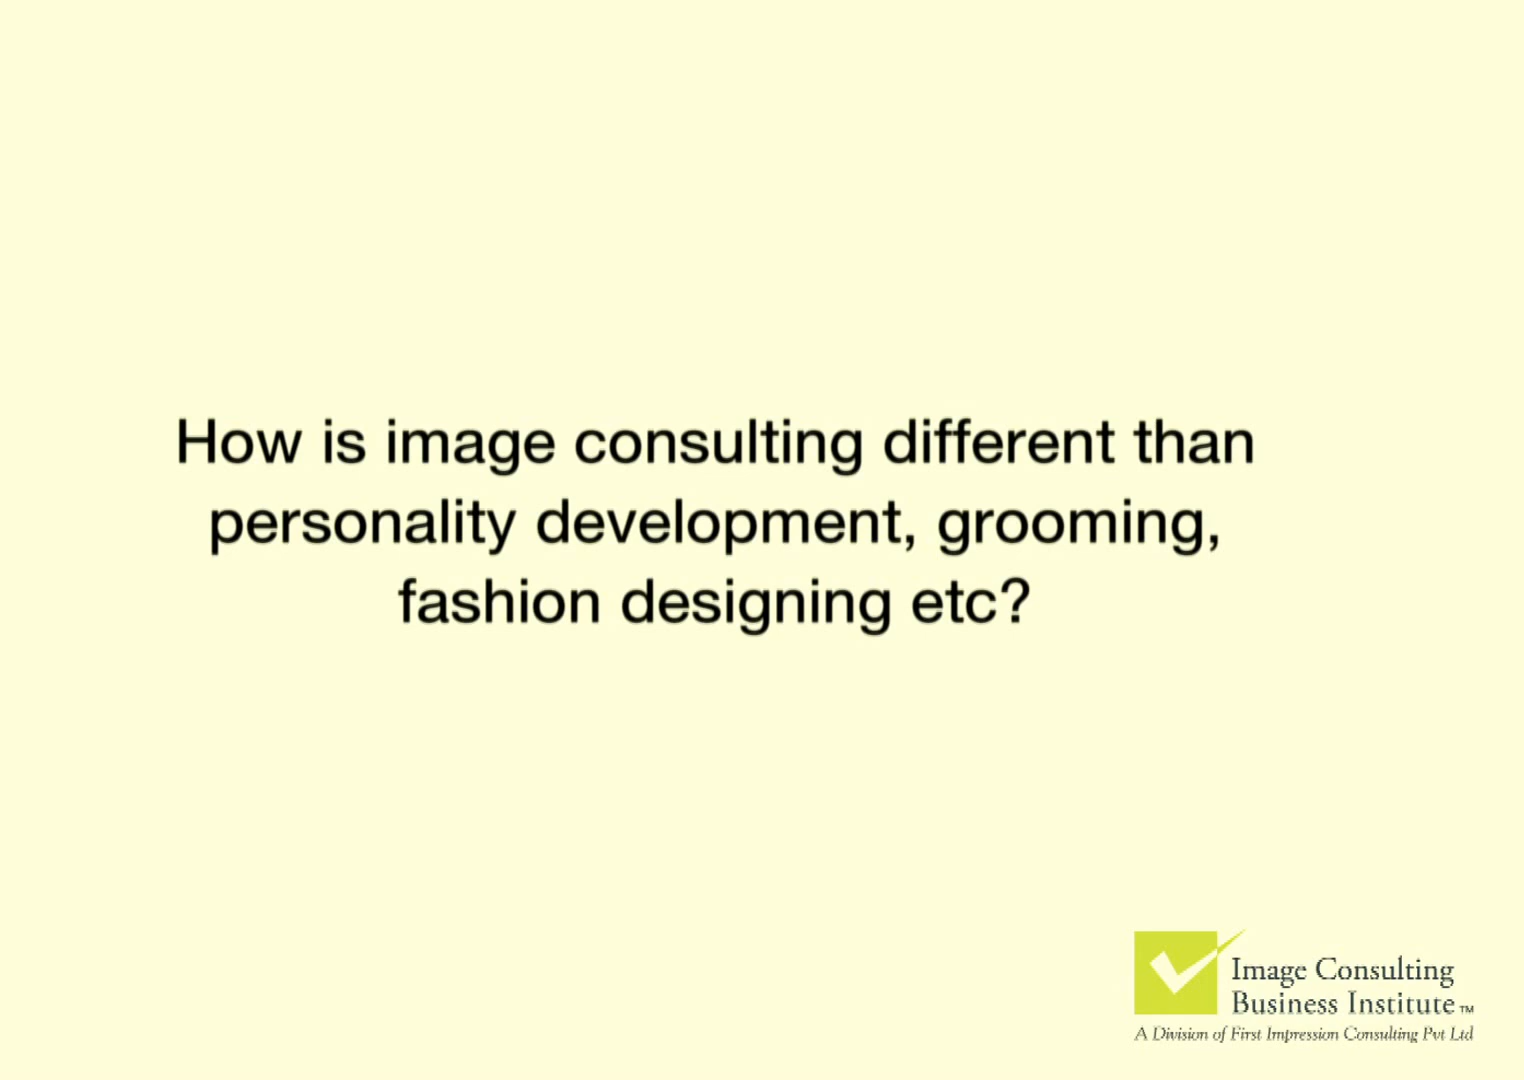 How is image consulting different than
personality development, grooming,
fashion designing etc?
Image Consulting
Business Institute™
A Division of First Impression Consulting Pvt Ltd